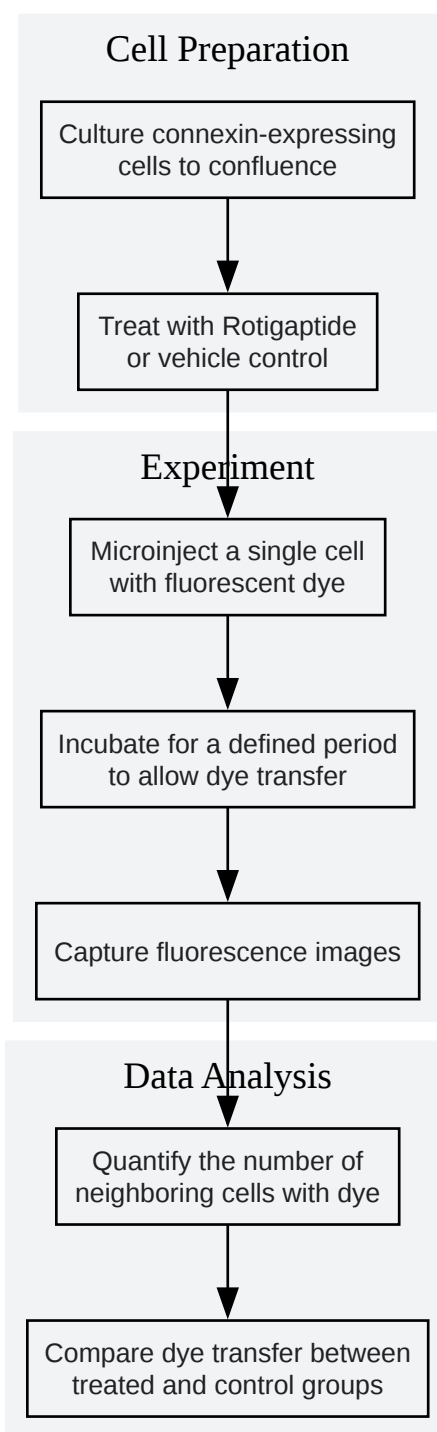 Cell Preparation
Culture connexin-expressing
cells to confluence
Treat with Rotigaptide
or vehicle control
Experiment
Microinject a single cell
with fluorescent dye
Incubate for a defined period
to allow dye transfer
Capture fluorescence images
Data Analysis
Quantify the number of
neighboring cells with dye
Compare dye transfer between
treated and control groups